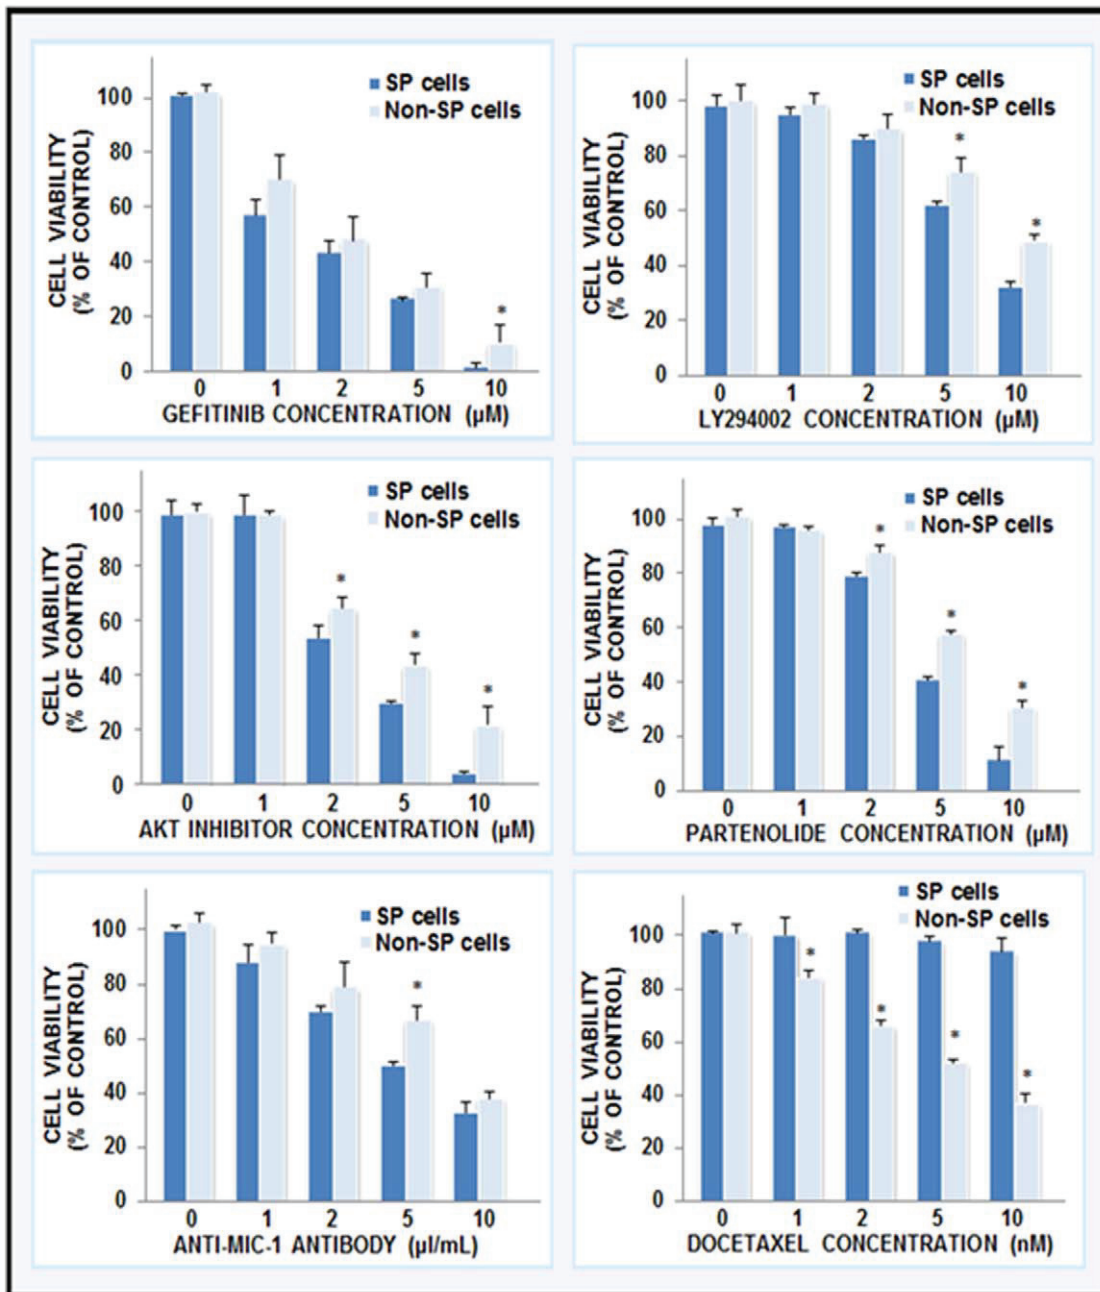 CELL VIABILITY
(% OF CONTROL)
100
80
60
40
20
0
SP cells
Non-SP cells
*
0 1 2 5 10
GEFITINIB CONCENTRATION (µM)
CELL VIABILITY
(% OF CONTROL)
100
80
60
40
20
0
SP cells
Non-SP cells
*
*
0 1 2 5 10
LY294002 CONCENTRATION (µM)
CELL VIABILITY
(% OF CONTROL)
100
80
60
40
20
0
SP cells
Non-SP cells
*
*
*
0 1 2 5 10
AKT INHIBITOR CONCENTRATION (µM)
CELL VIABILITY
(% OF CONTROL)
100
80
60
40
20
0
SP cells
Non-SP cells
*
*
*
0 1 2 5 10
PARTENOLIDE CONCENTRATION (µM)
CELL VIABILITY
(% OF CONTROL)
100
80
60
40
20
0
SP cells
Non-SP cells
*
0 1 2 5 10
ANTI-MIC-1 ANTIBODY (µl/mL)
CELL VIABILITY
(% OF CONTROL)
100
80
60
40
20
0
SP cells
Non-SP cells
*
*
*
*
0 1 2 5 10
DOCETAXEL CONCENTRATION (nM)